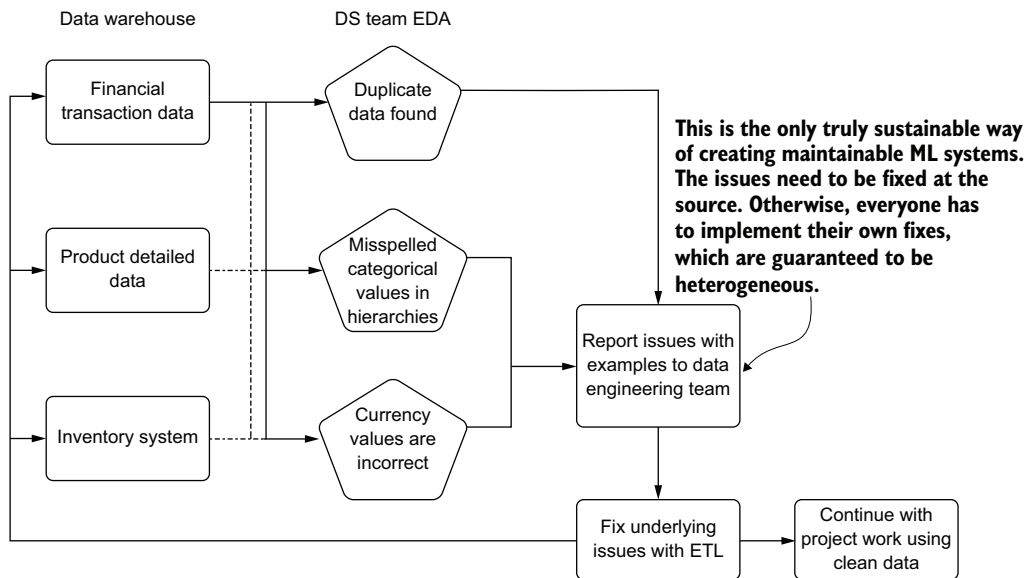 Data warehouse
DS team EDA
Financial
transaction data
Duplicate
data found
This is the only truly sustainable way
of creating maintainable ML systems.
The issues need to be fixed at the
source. Otherwise, everyone has
to implement their own fixes,
which are guaranteed to be
heterogeneous.
Product detailed
data
Misspelled
categorical
values in
hierarchies
Report issues with
examples to data
engineering team
Inventory system
Currency
values are
incorrect
Fix underlying
issues with ETL
Continue with
project work using
clean data